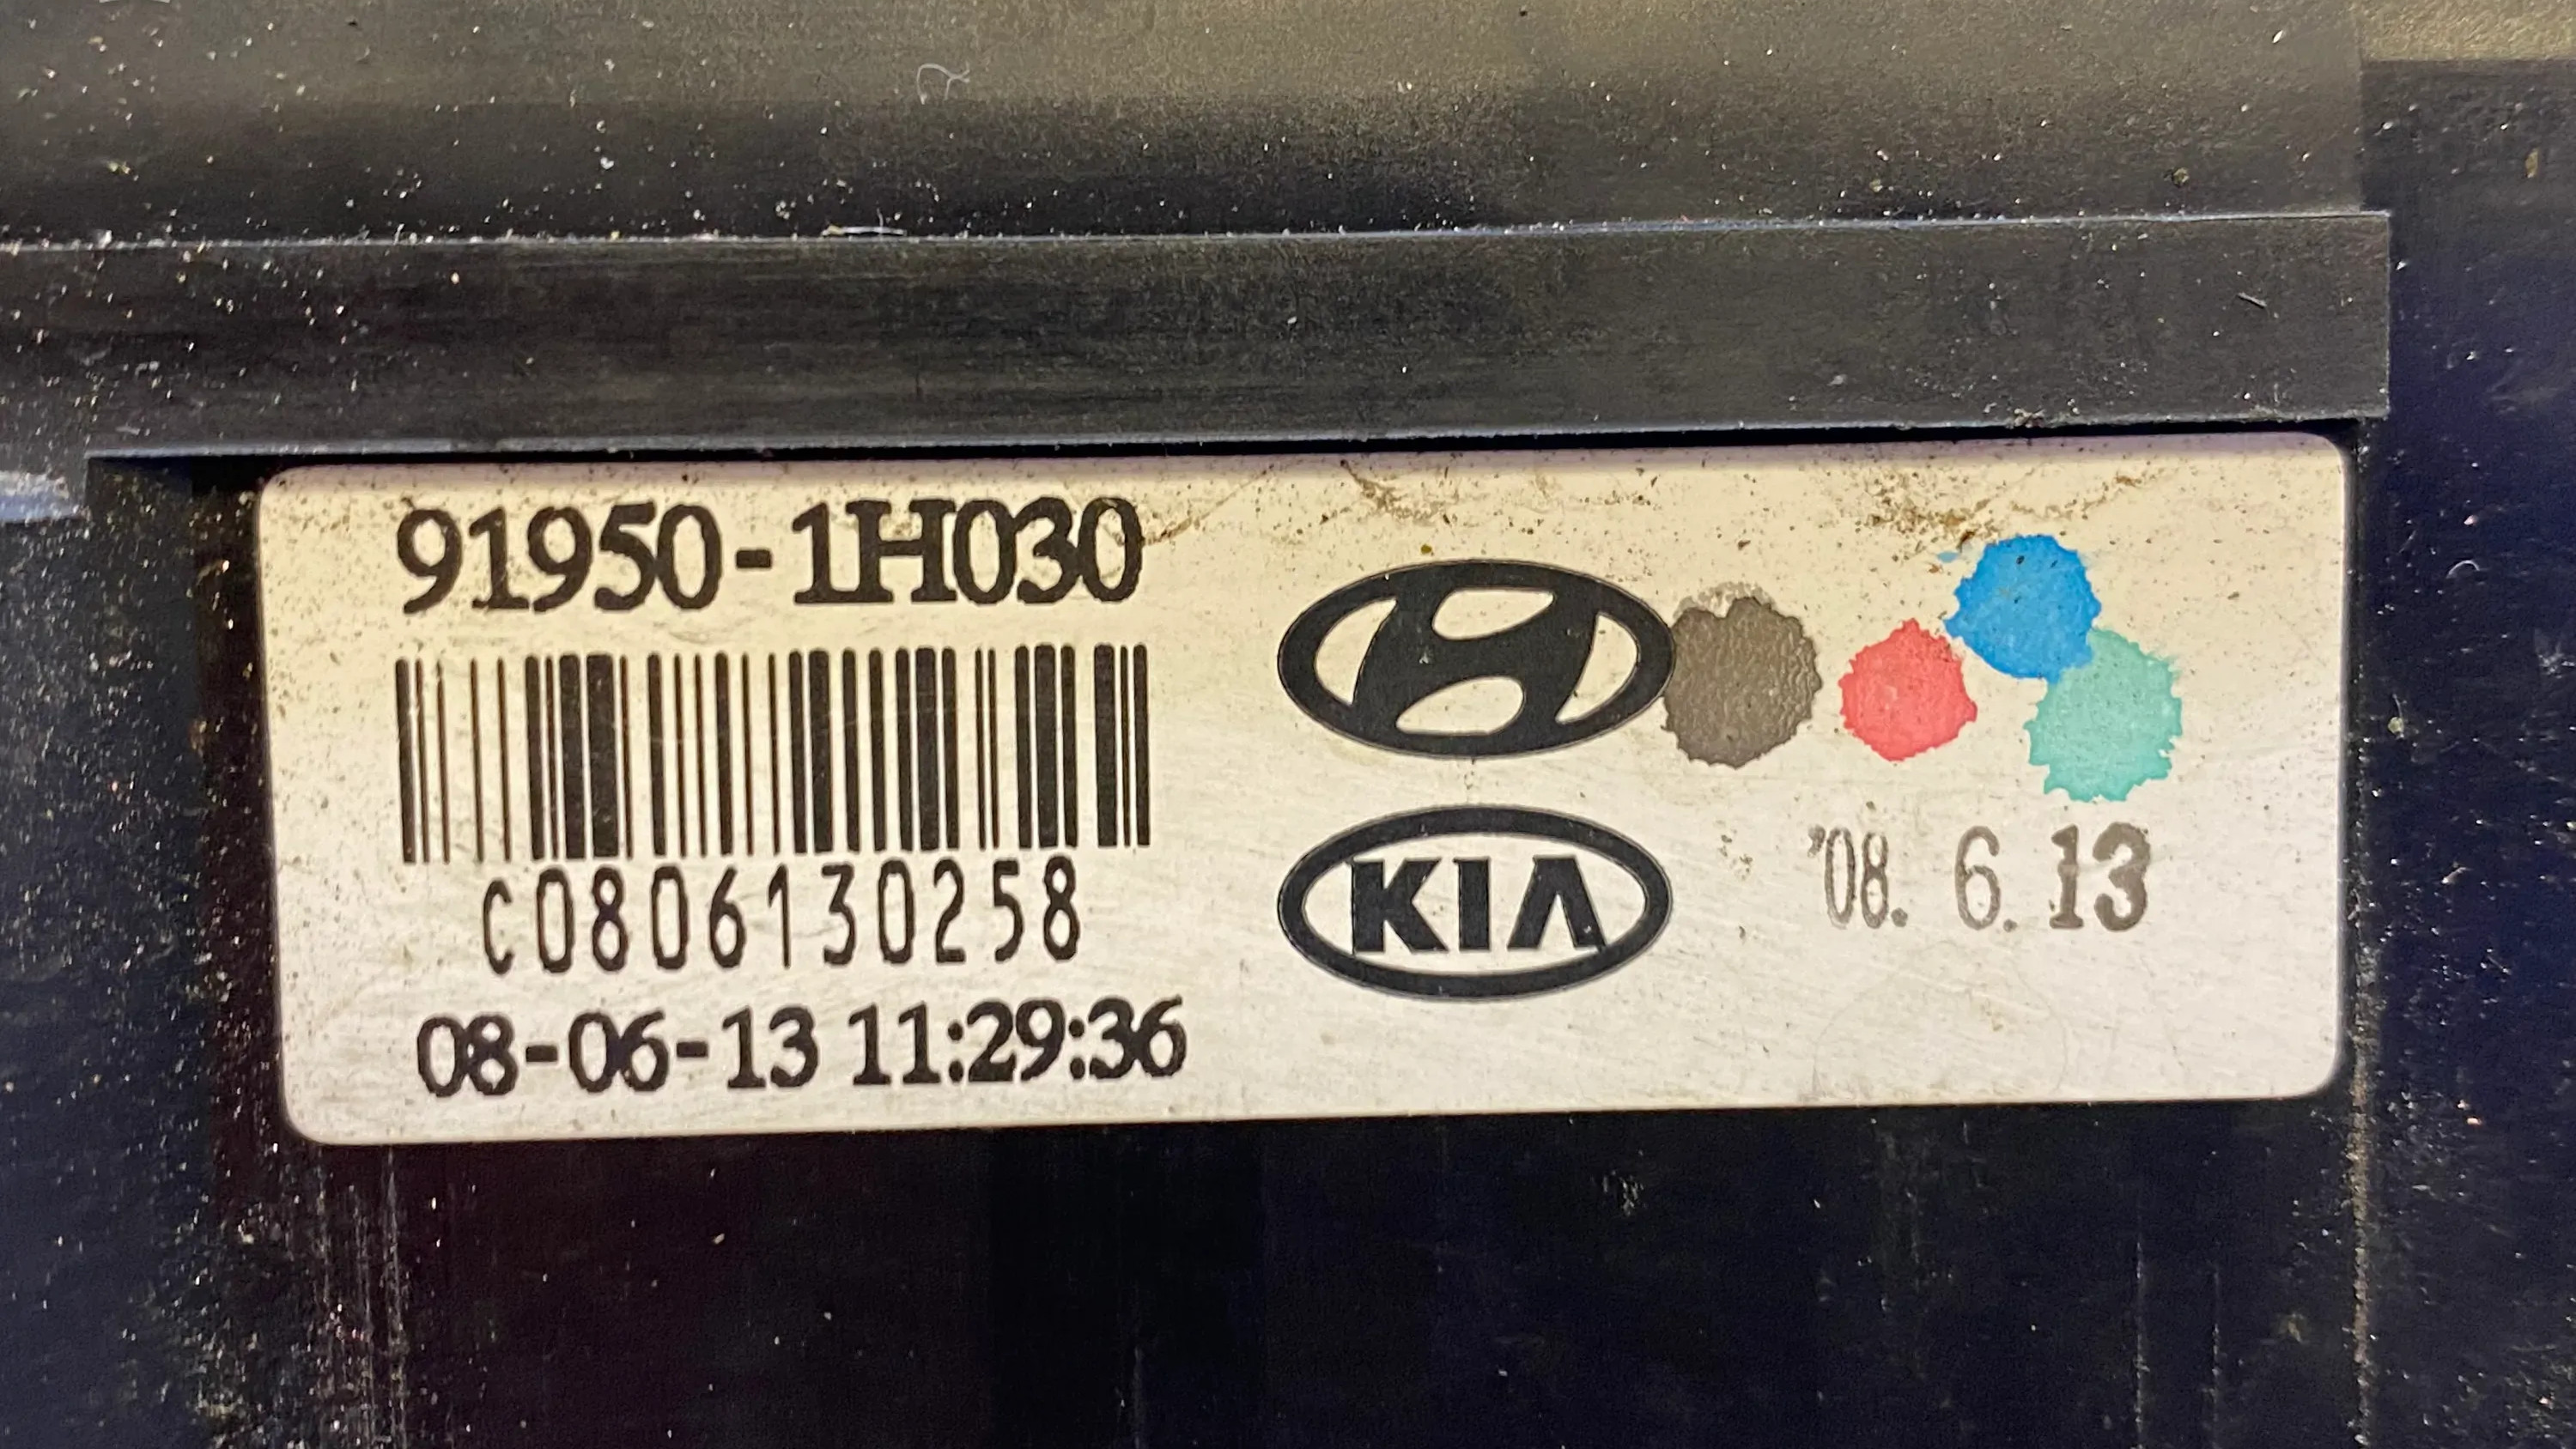 91950-1H030
C0806130258
08-06-13 11:29:36
KIA
'08. 6. 13